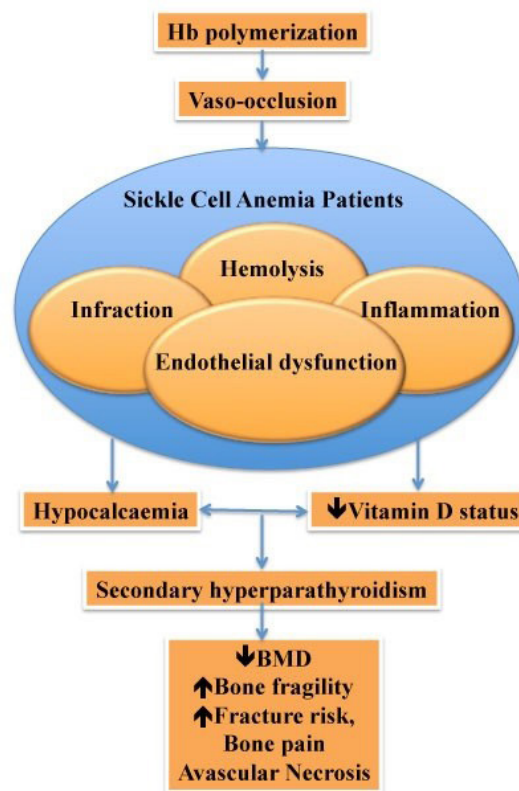 Hb polymerization
Vaso-occlusion
Sickle Cell Anemia Patients
Hemolysis
Infraction
Inflammation
Endothelial dysfunction
Hypocalcaemia
↓Vitamin D status
Secondary hyperparathyroidism
↓BMD
↑Bone fragility
↑Fracture risk,
Bone pain
Avascular Necrosis